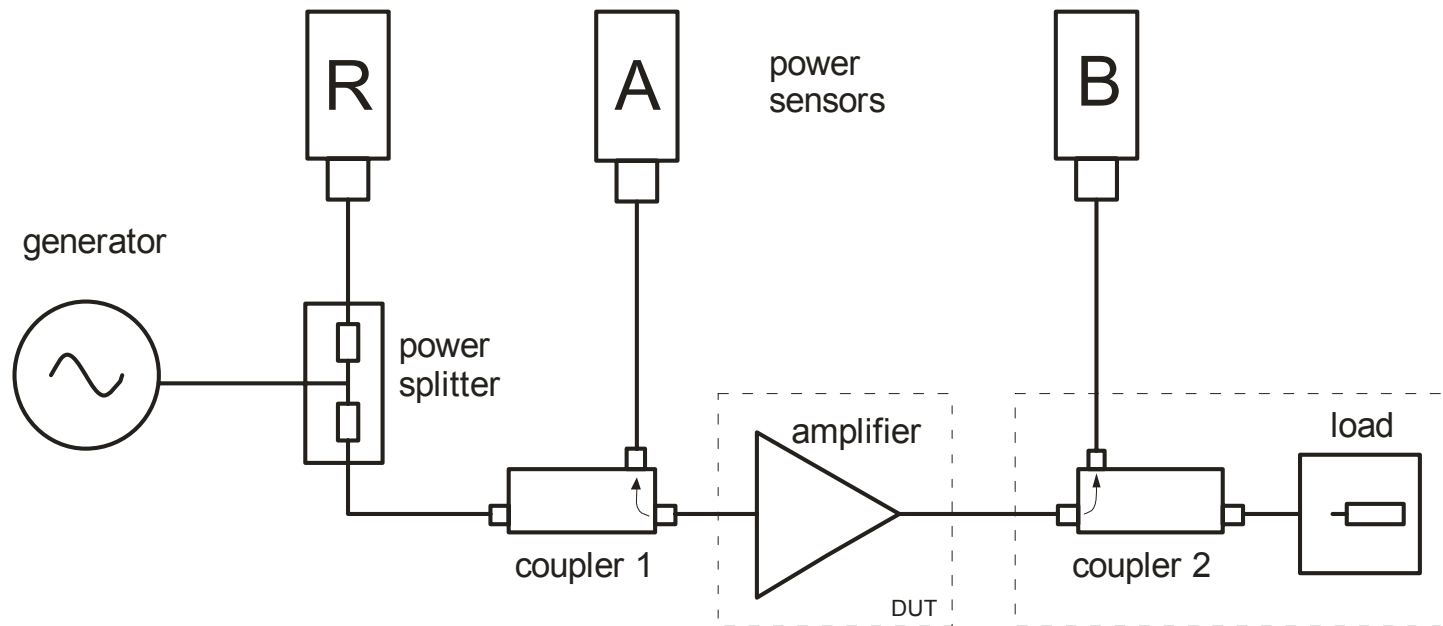 R
A
power
sensors
B
generator
power
splitter
amplifier
load
coupler 1
coupler 2
DUT